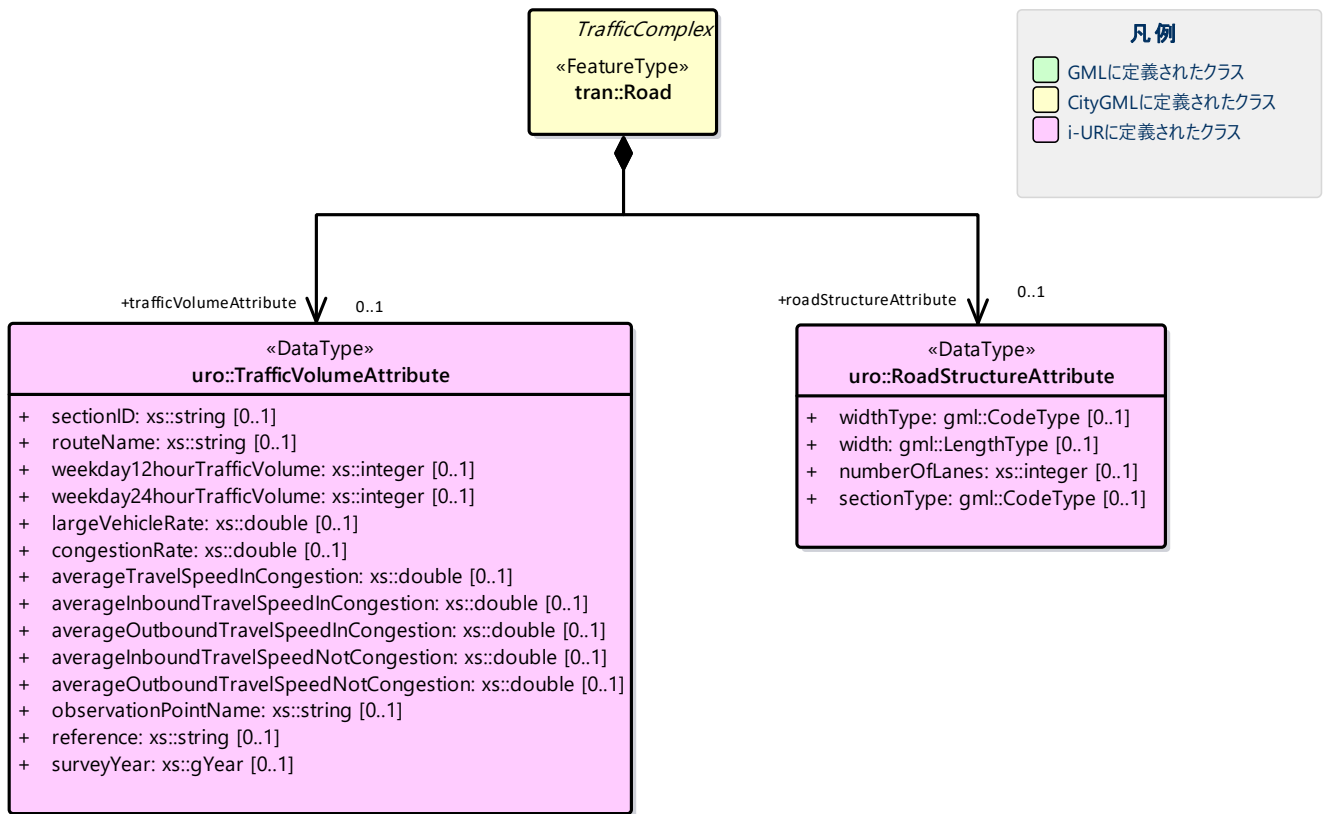 TrafficComplex
«FeatureType»
tran::Road
凡例
GMLに定義されたクラス
CityGMLに定義されたクラス
i-URに定義されたクラス
+trafficVolumeAttribute
0..1
+roadStructureAttribute
0..1
«DataType»
uro::TrafficVolumeAttribute
+ sectionID: xs::string [0..1]
+ routeName: xs::string [0..1]
+ weekday12hourTrafficVolume: xs::integer [0..1]
+ weekday24hourTrafficVolume: xs::integer [0..1]
+ largeVehicleRate: xs::double [0..1]
+ congestionRate: xs::double [0..1]
+ averageTravelSpeedInCongestion: xs::double [0..1]
+ averageInboundTravelSpeedInCongestion: xs::double [0..1]
+ averageOutboundTravelSpeedInCongestion: xs::double [0..1]
+ averageInboundTravelSpeedNotCongestion: xs::double [0..1]
+ averageOutboundTravelSpeedNotCongestion: xs::double [0..1]
+ observationPointName: xs::string [0..1]
+ reference: xs::string [0..1]
+ surveyYear: xs::gYear [0..1]
«DataType»
uro::RoadStructureAttribute
+ widthType: gml::CodeType [0..1]
+ width: gml::LengthType [0..1]
+ numberOfLanes: xs::integer [0..1]
+ sectionType: gml::CodeType [0..1]